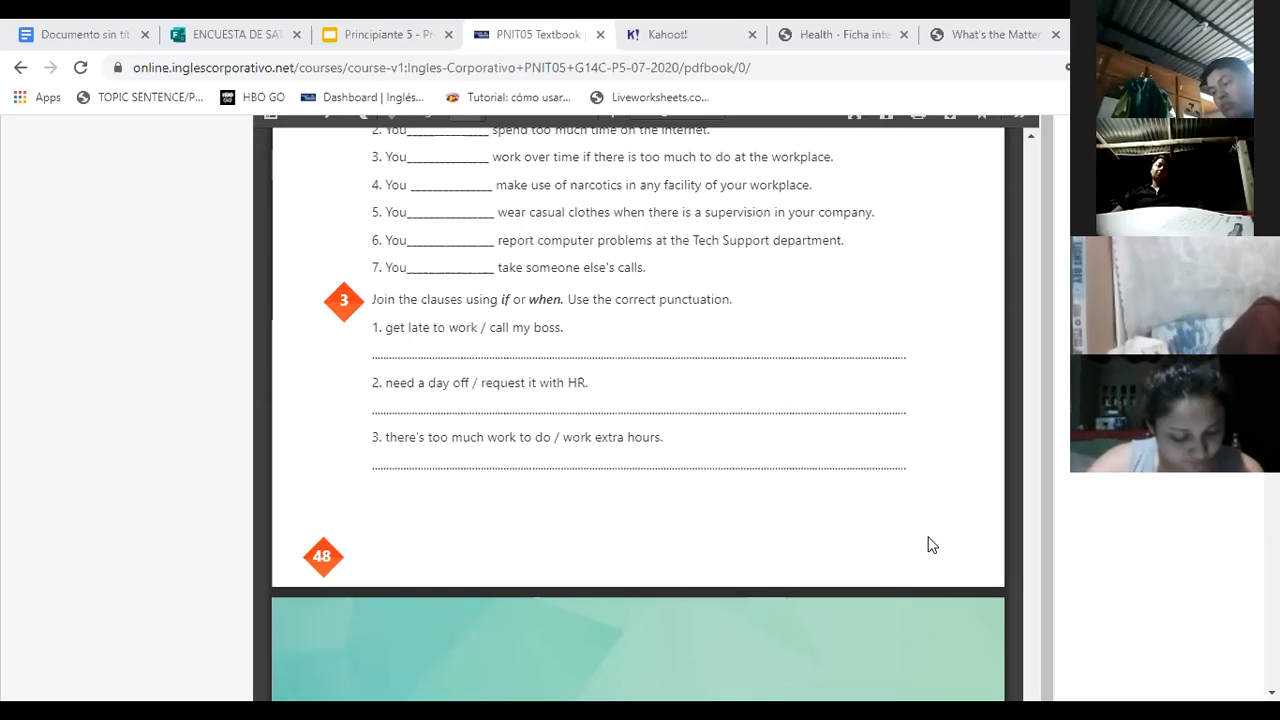 Documento sin tít
ENCUESTA DE SAT
Principiante 5 - Pr
PNIT05 Textbook
Kahoot!
Health - Ficha inte
What's the Matter
online.inglescorporativo.net/courses/course-v1:Ingles-Corporativo+PNIT05+G14C-P5-07-2020/pdfbook/0/
Apps
TOPIC SENTENCE/P...
HBO GO
Dashboard | Inglés...
Tutorial: cómo usar...
Liveworksheets.co...
2. You_______________ spend too much time on the internet.
3. You_______________ work over time if there is too much to do at the workplace.
4. You _______________ make use of narcotics in any facility of your workplace.
5. You________________ wear casual clothes when there is a supervision in your company.
6. You________________ report computer problems at the Tech Support department.
7. You________________ take someone else's calls.
3 Join the clauses using if or when. Use the correct punctuation.
1. get late to work / call my boss.
2. need a day off / request it with HR.
3. there's too much work to do / work extra hours.
48